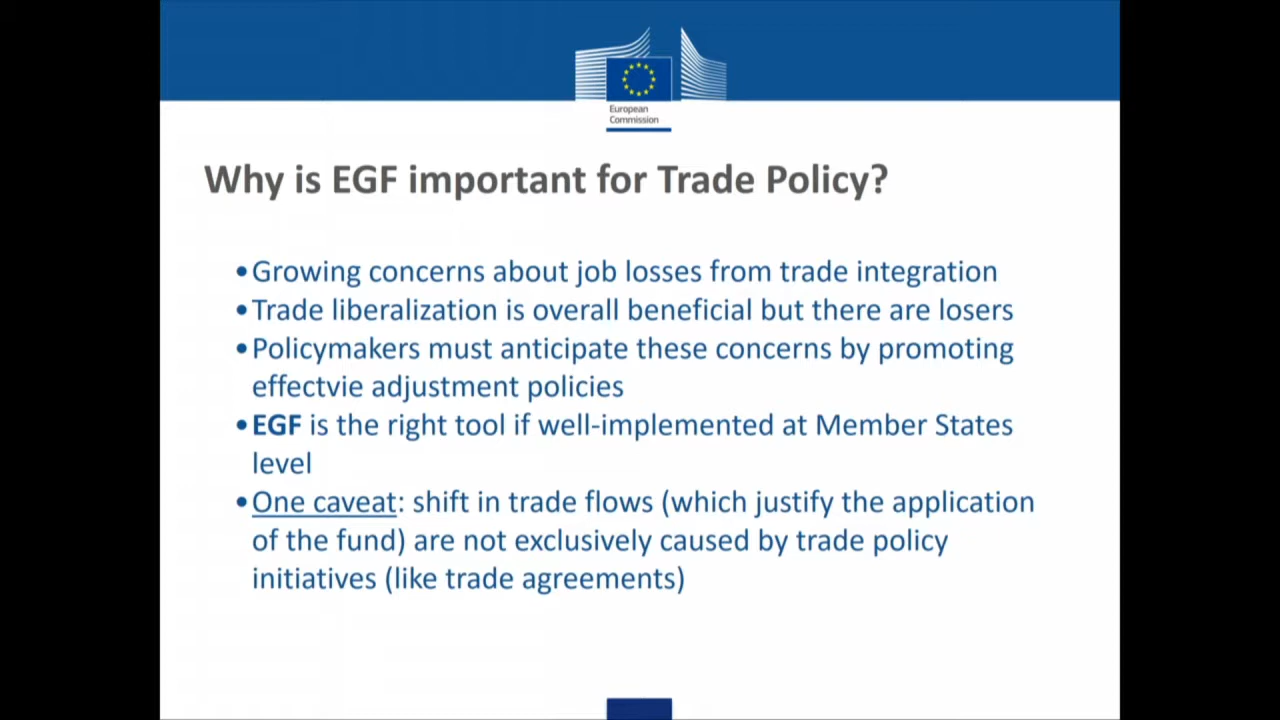 European
Commission
Why is EGF important for Trade Policy?
•Growing concerns about job losses from trade integration
•Trade liberalization is overall beneficial but there are losers
•Policymakers must anticipate these concerns by promoting
effectvie adjustment policies
•EGF is the right tool if well-implemented at Member States
level
•One caveat: shift in trade flows (which justify the application
of the fund) are not exclusively caused by trade policy
initiatives (like trade agreements)